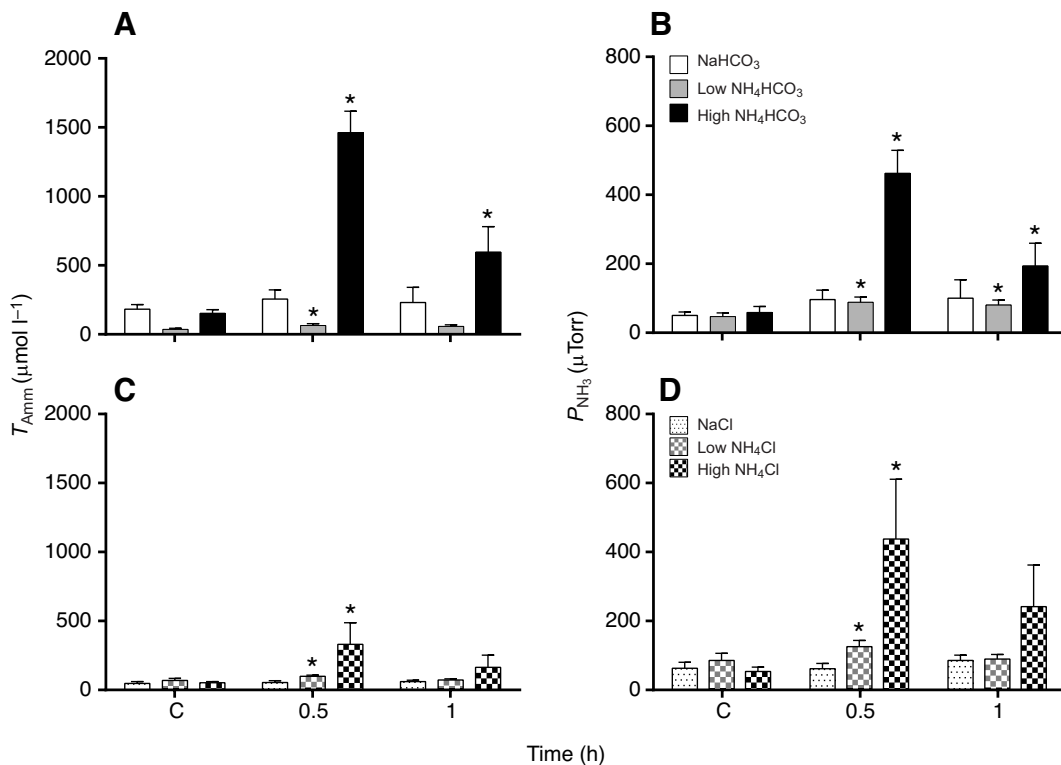 A
2000
1500
1000
500
0
* * *
B
800
600
400
200
0
NaHCO₃
Low NH₄HCO₃
High NH₄HCO₃
* * * *
T_Amm (µmol l⁻¹)
P_NH₃ (µTorr)
C
2000
1500
1000
500
0
* *
C 0.5 1
D
800
600
400
200
0
NaCl
Low NH₄Cl
High NH₄Cl
* *
C 0.5 1
Time (h)